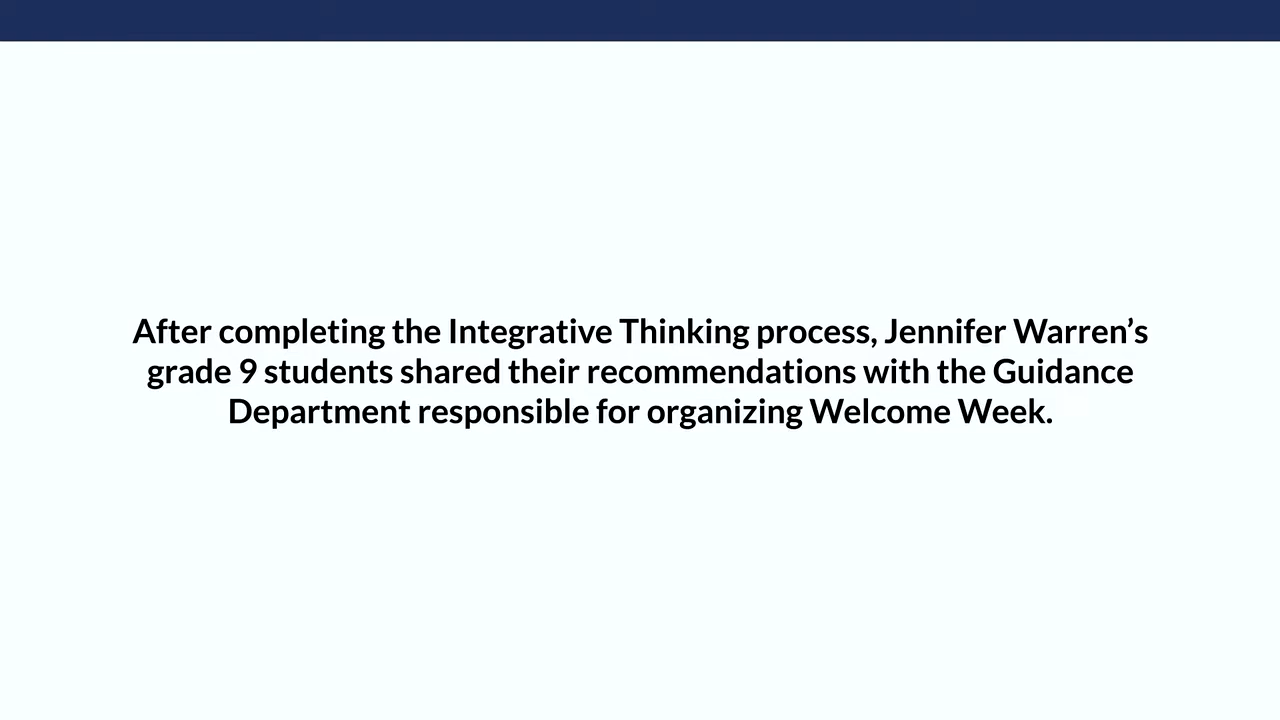 After completing the Integrative Thinking process, Jennifer Warren’s
grade 9 students shared their recommendations with the Guidance
Department responsible for organizing Welcome Week.